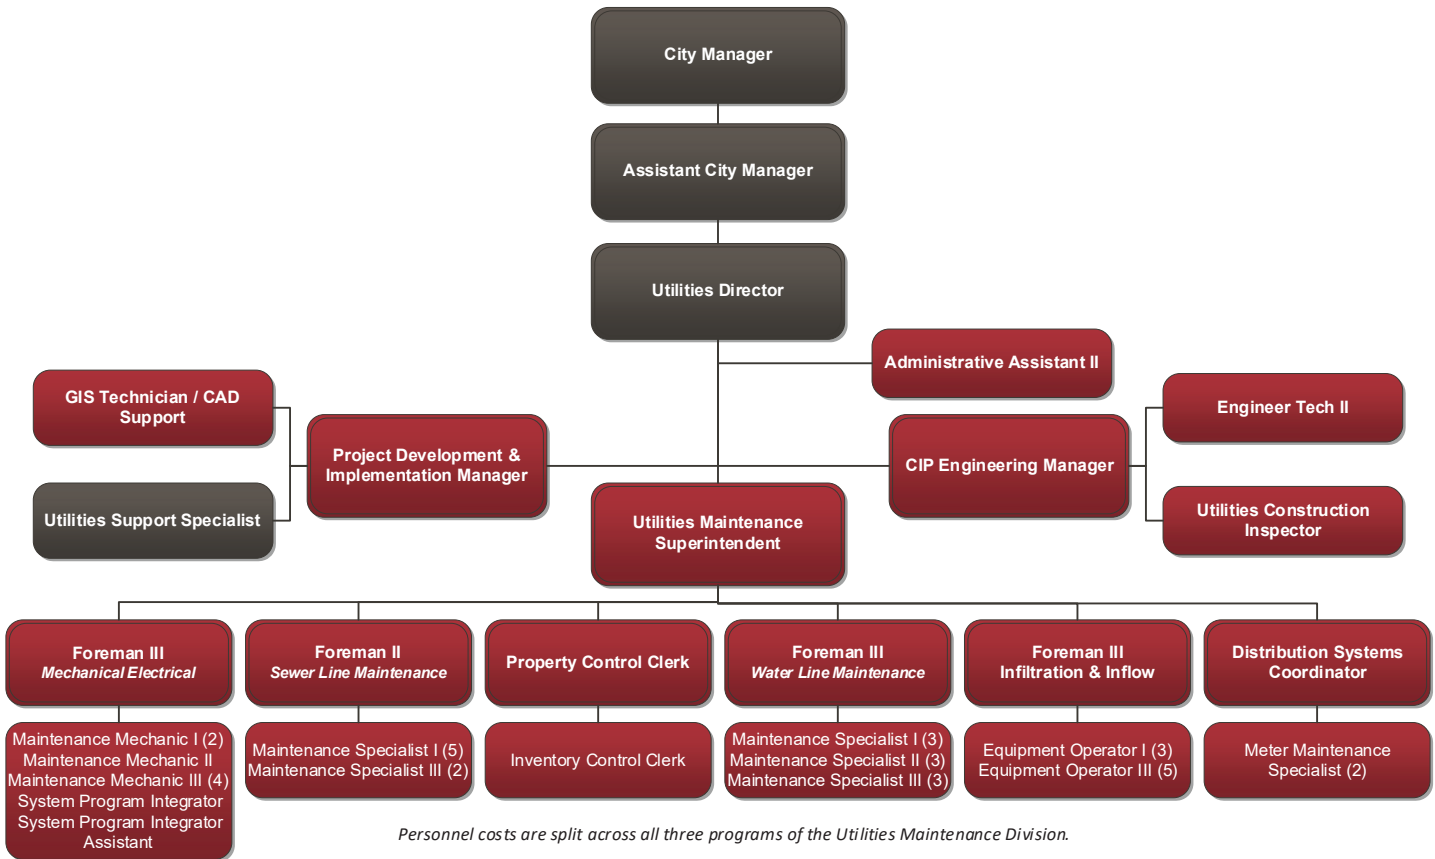 City Manager
Assistant City Manager
Utilities Director
Administrative Assistant II
GIS Technician / CAD
Support
Engineer Tech II
Project Development &
Implementation Manager
CIP Engineering Manager
Utilities Support Specialist
Utilities Construction
Inspector
Utilities Maintenance
Superintendent
Foreman III
Mechanical Electrical
Foreman II
Sewer Line Maintenance
Property Control Clerk
Foreman III
Water Line Maintenance
Foreman III
Infiltration & Inflow
Distribution Systems
Coordinator
Maintenance Mechanic I (2)
Maintenance Mechanic II
Maintenance Mechanic III (4)
System Program Integrator
System Program Integrator
Assistant
Maintenance Specialist I (5)
Maintenance Specialist III (2)
Inventory Control Clerk
Maintenance Specialist I (3)
Maintenance Specialist II (3)
Maintenance Specialist III (3)
Equipment Operator I (3)
Equipment Operator III (5)
Meter Maintenance
Specialist (2)
Personnel costs are split across all three programs of the Utilities Maintenance Division.